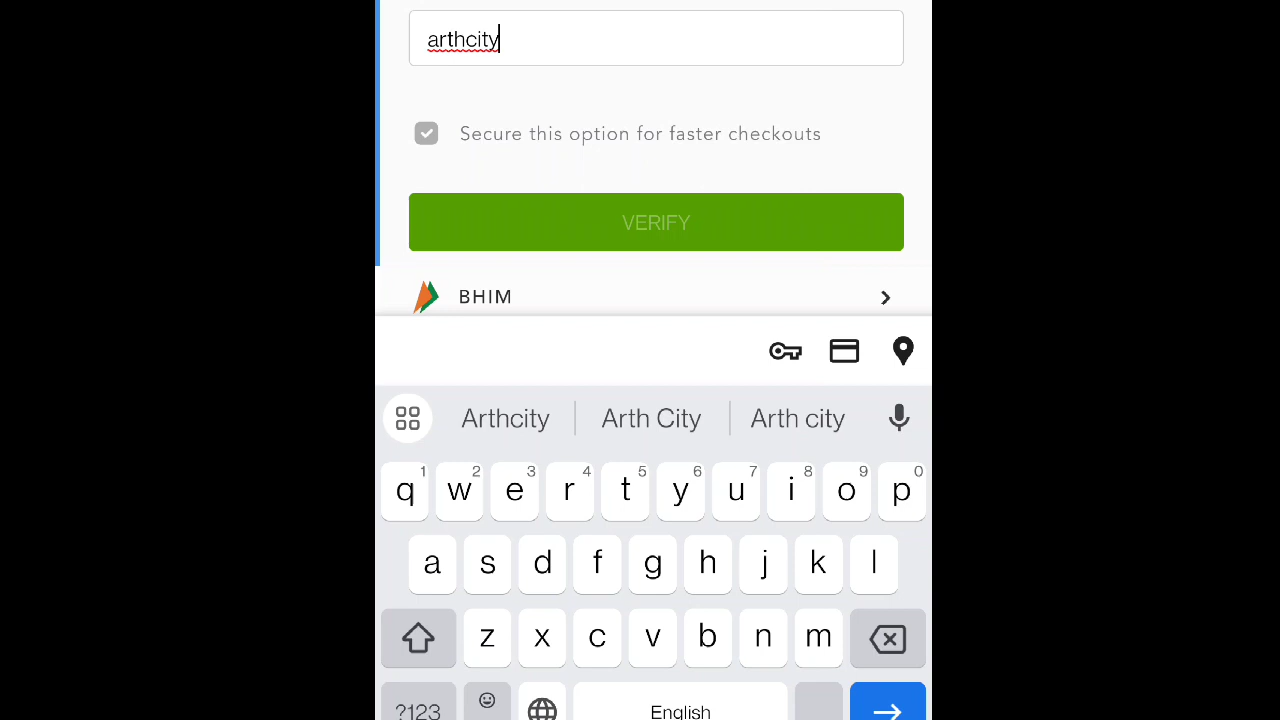 arthcity
Secure this option for faster checkouts
VERIFY
BHIM
Arthcity Arth City Arth city
q1 w2 e3 r4 t5 y6 u7 i8 o9 p0
a s d f g h j k l
z x c v b n m
?123 English